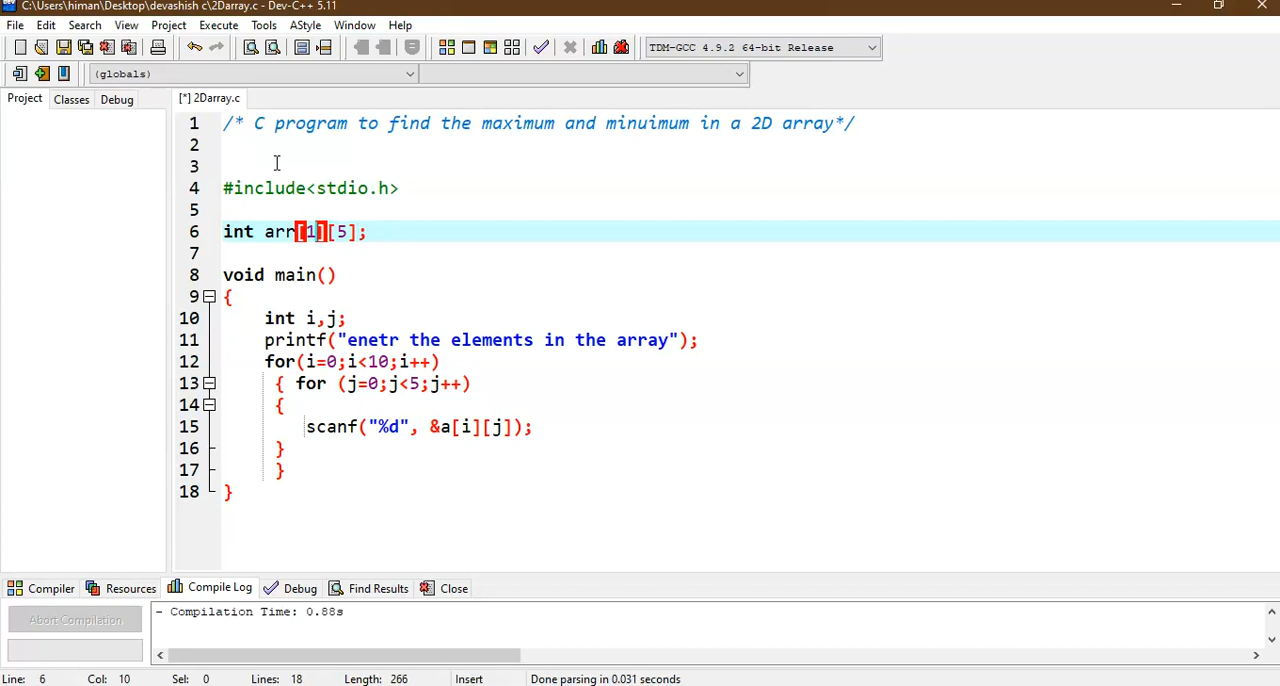 C:\Users\himan\Desktop\devashish c\2Darray.c - Dev-C++ 5.11
File Edit Search View Project Execute Tools AStyle Window Help
TDM-GCC 4.9.2 64-bit Release
(globals)
Project Classes Debug [*] 2Darray.c
1 /* C program to find the maximum and minuimum in a 2D array*/
2
3
4 #include<stdio.h>
5
6 int arr[1][5];
7
8 void main()
9 {
10 int i,j;
11 printf("enetr the elements in the array");
12 for(i=0;i<10;i++)
13 { for (j=0;j<5;j++)
14 {
15 scanf("%d", &a[i][j]);
16 }
17 }
18 }
Compiler Resources Compile Log Debug Find Results Close
Abort Compilation
- Compilation Time: 0.88s
Line: 6 Col: 10 Sel: 0 Lines: 18 Length: 266 Insert Done parsing in 0.031 seconds